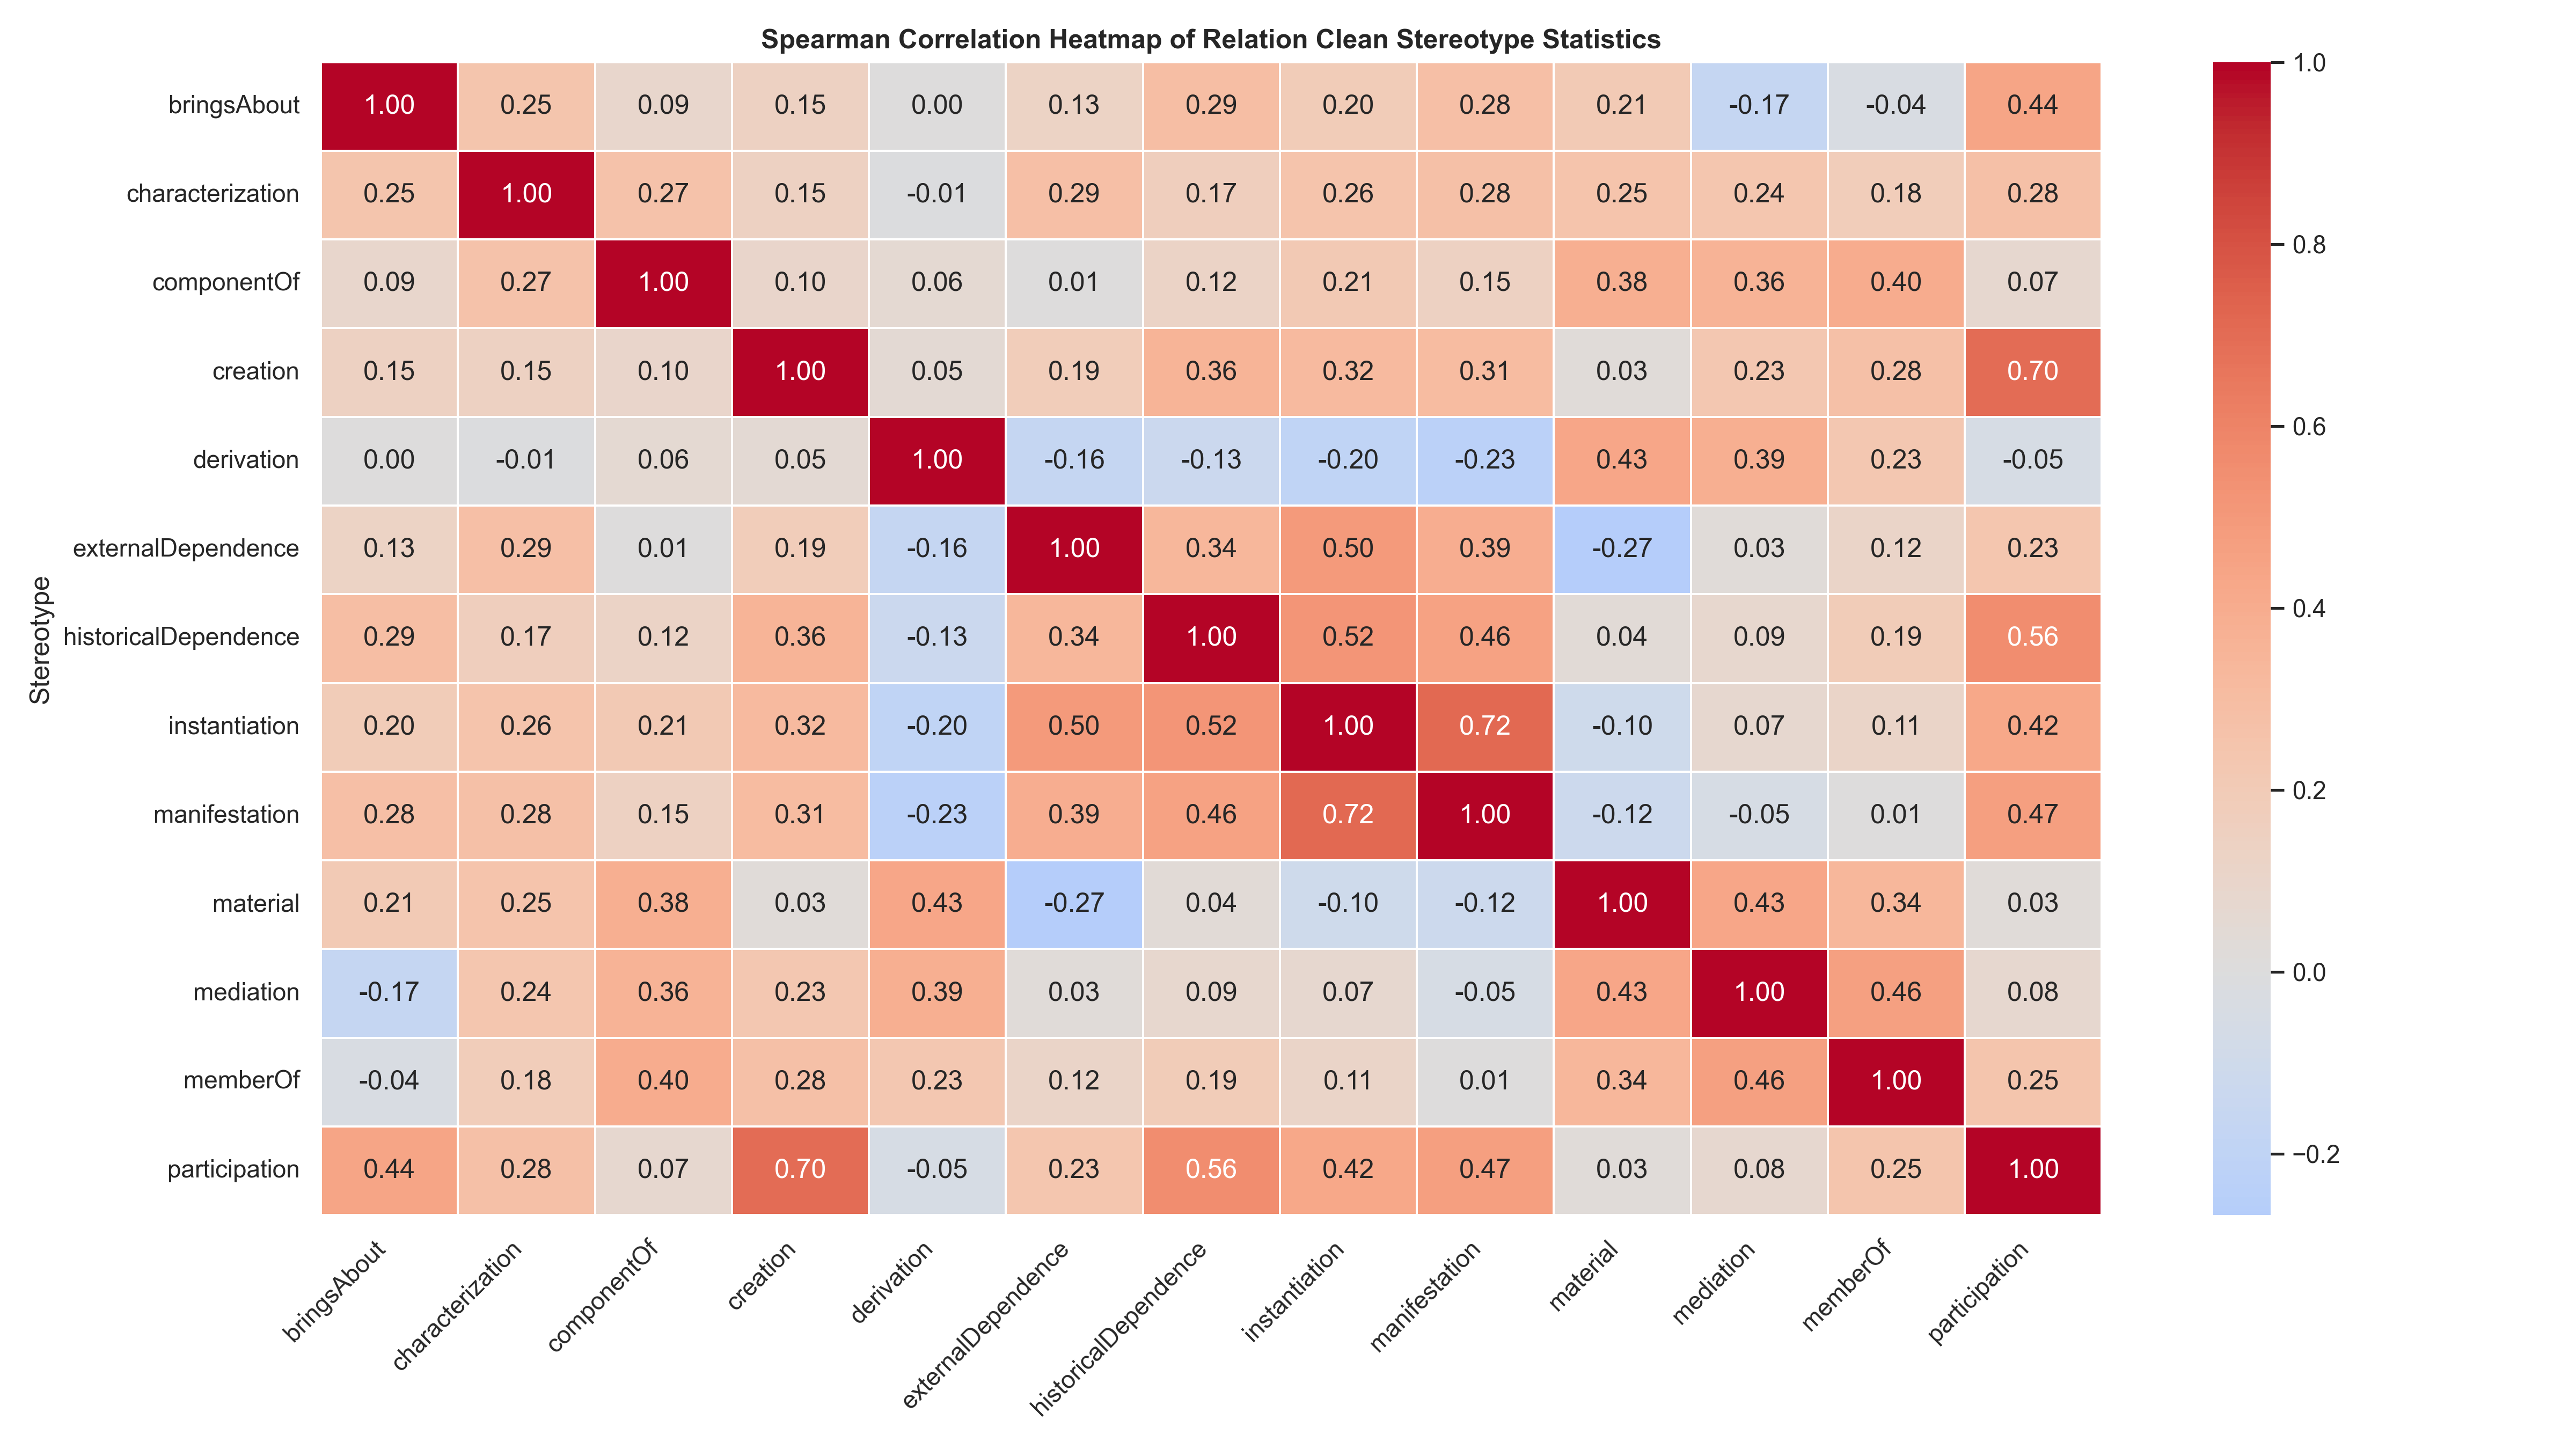 Spearman Correlation Heatmap of Relation Clean Stereotype Statistics
Stereotype
bringsAbout 1.00 0.25 0.09 0.15 0.00 0.13 0.29 0.20 0.28 0.21 -0.17 -0.04 0.44
characterization 0.25 1.00 0.27 0.15 -0.01 0.29 0.17 0.26 0.28 0.25 0.24 0.18 0.28
componentOf 0.09 0.27 1.00 0.10 0.06 0.01 0.12 0.21 0.15 0.38 0.36 0.40 0.07
creation 0.15 0.15 0.10 1.00 0.05 0.19 0.36 0.32 0.31 0.03 0.23 0.28 0.70
derivation 0.00 -0.01 0.06 0.05 1.00 -0.16 -0.13 -0.20 -0.23 0.43 0.39 0.23 -0.05
externalDependence 0.13 0.29 0.01 0.19 -0.16 1.00 0.34 0.50 0.39 -0.27 0.03 0.12 0.23
historicalDependence 0.29 0.17 0.12 0.36 -0.13 0.34 1.00 0.52 0.46 0.04 0.09 0.19 0.56
instantiation 0.20 0.26 0.21 0.32 -0.20 0.50 0.52 1.00 0.72 -0.10 0.07 0.11 0.42
manifestation 0.28 0.28 0.15 0.31 -0.23 0.39 0.46 0.72 1.00 -0.12 -0.05 0.01 0.47
material 0.21 0.25 0.38 0.03 0.43 -0.27 0.04 -0.10 -0.12 1.00 0.43 0.34 0.03
mediation -0.17 0.24 0.36 0.23 0.39 0.03 0.09 0.07 -0.05 0.43 1.00 0.46 0.08
memberOf -0.04 0.18 0.40 0.28 0.23 0.12 0.19 0.11 0.01 0.34 0.46 1.00 0.25
participation 0.44 0.28 0.07 0.70 -0.05 0.23 0.56 0.42 0.47 0.03 0.08 0.25 1.00
bringsAbout characterization componentOf creation derivation externalDependence historicalDependence instantiation manifestation material mediation memberOf participation
1.0
0.8
0.6
0.4
0.2
0.0
−0.2